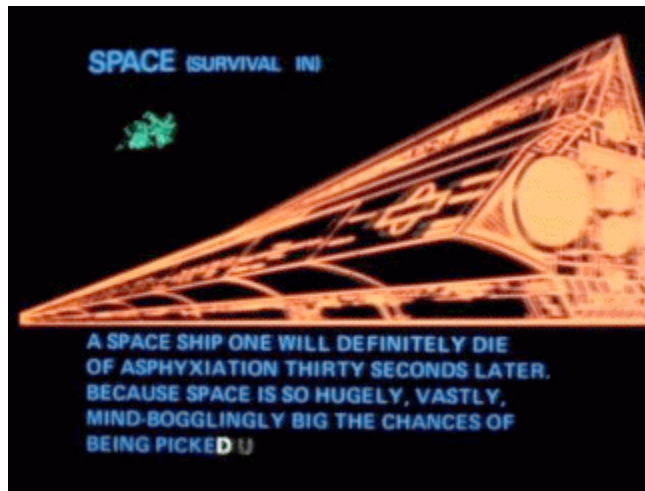 SPACE (SURVIVAL IN)
A SPACE SHIP ONE WILL DEFINITELY DIE
OF ASPHYXIATION THIRTY SECONDS LATER.
BECAUSE SPACE IS SO HUGELY, VASTLY,
MIND-BOGGLINGLY BIG THE CHANCES OF
BEING PICKED U